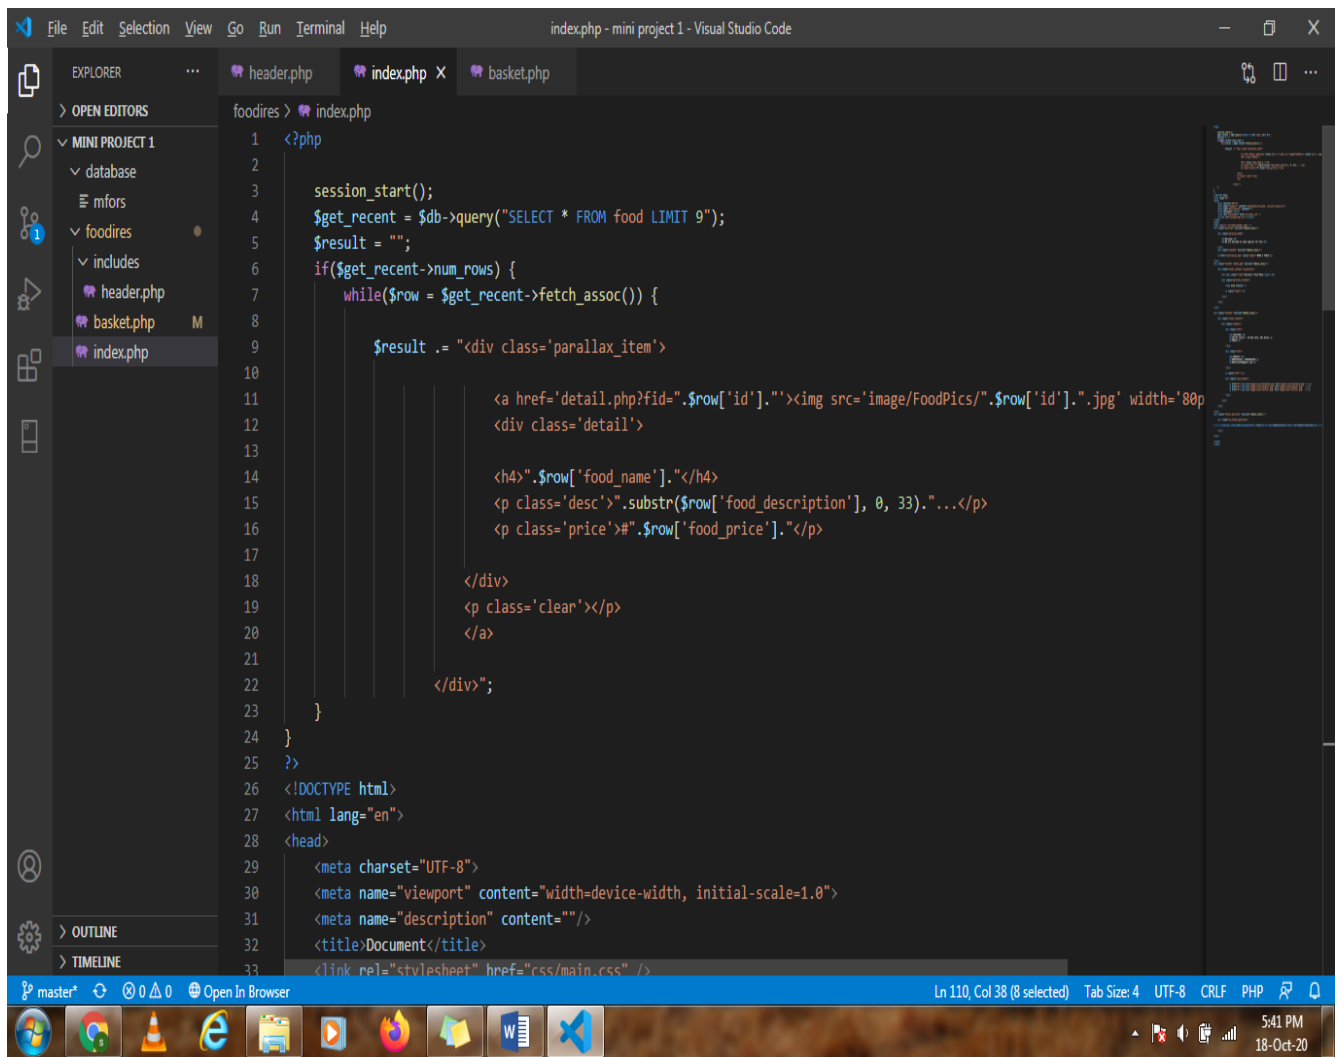 File Edit Selection View Go Run Terminal Help index.php - mini project 1 - Visual Studio Code
EXPLORER
header.php index.php basket.php
OPEN EDITORS
MINI PROJECT 1
database
mfors
foodires
includes
header.php
basket.php M
index.php
OUTLINE
TIMELINE
foodires > index.php
1 <?php
2
3 session_start();
4 $get_recent = $db->query("SELECT * FROM food LIMIT 9");
5 $result = "";
6 if($get_recent->num_rows) {
7 while($row = $get_recent->fetch_assoc()) {
8
9 $result .= "<div class='parallax_item'>
10
11 <a href='detail.php?fid=".$row['id']."'><img src='image/FoodPics/".$row['id'].".jpg' width='80p
12 <div class='detail'>
13
14 <h4>".$row['food_name']."</h4>
15 <p class='desc'>".substr($row['food_description'], 0, 33)."...</p>
16 <p class='price'>#".$row['food_price']."</p>
17
18 </div>
19 <p class='clear'></p>
20 </a>
21
22 </div>";
23 }
24 }
25 ?>
26 <!DOCTYPE html>
27 <html lang="en">
28 <head>
29 <meta charset="UTF-8">
30 <meta name="viewport" content="width=device-width, initial-scale=1.0">
31 <meta name="description" content=""/>
32 <title>Document</title>
33 <link rel="stylesheet" href="css/main.css" />
1
master* 0 0 Open In Browser Ln 110, Col 38 (8 selected) Tab Size: 4 UTF-8 CRLF PHP
5:41 PM
18-Oct-20